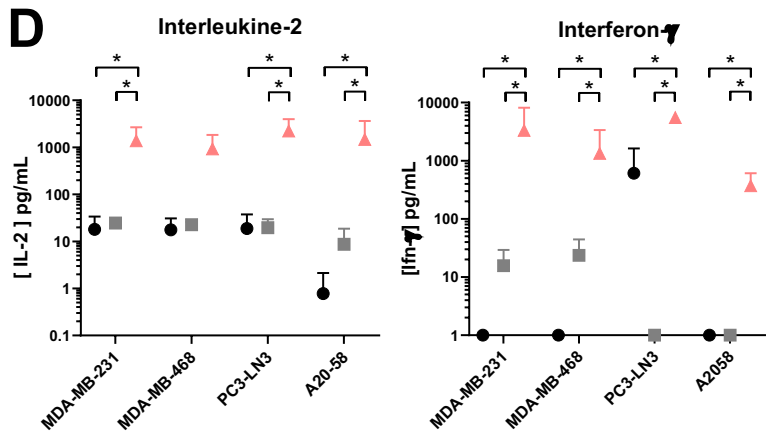 D
Interleukine-2
Interferon-γ
* * *
* * *
* * * *
* * * *
[ IL-2 ] pg/mL
10000
1000
100
10
1
0.1
MDA-MB-231
MDA-MB-468
PC3-LN3
A20-58
[Ifn-γ] pg/mL
10000
1000
100
10
1
MDA-MB-231
MDA-MB-468
PC3-LN3
A2058